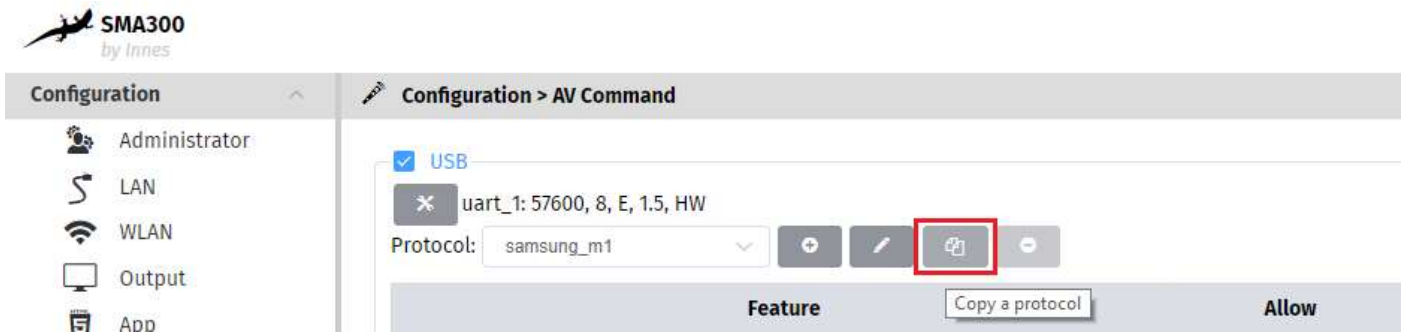 SMA300
by Innes
Configuration
Configuration > AV Command
Administrator
LAN
WLAN
Output
App
USB
uart_1: 57600, 8, E, 1.5, HW
Protocol: samsung_m1
Feature
Copy a protocol
Allow